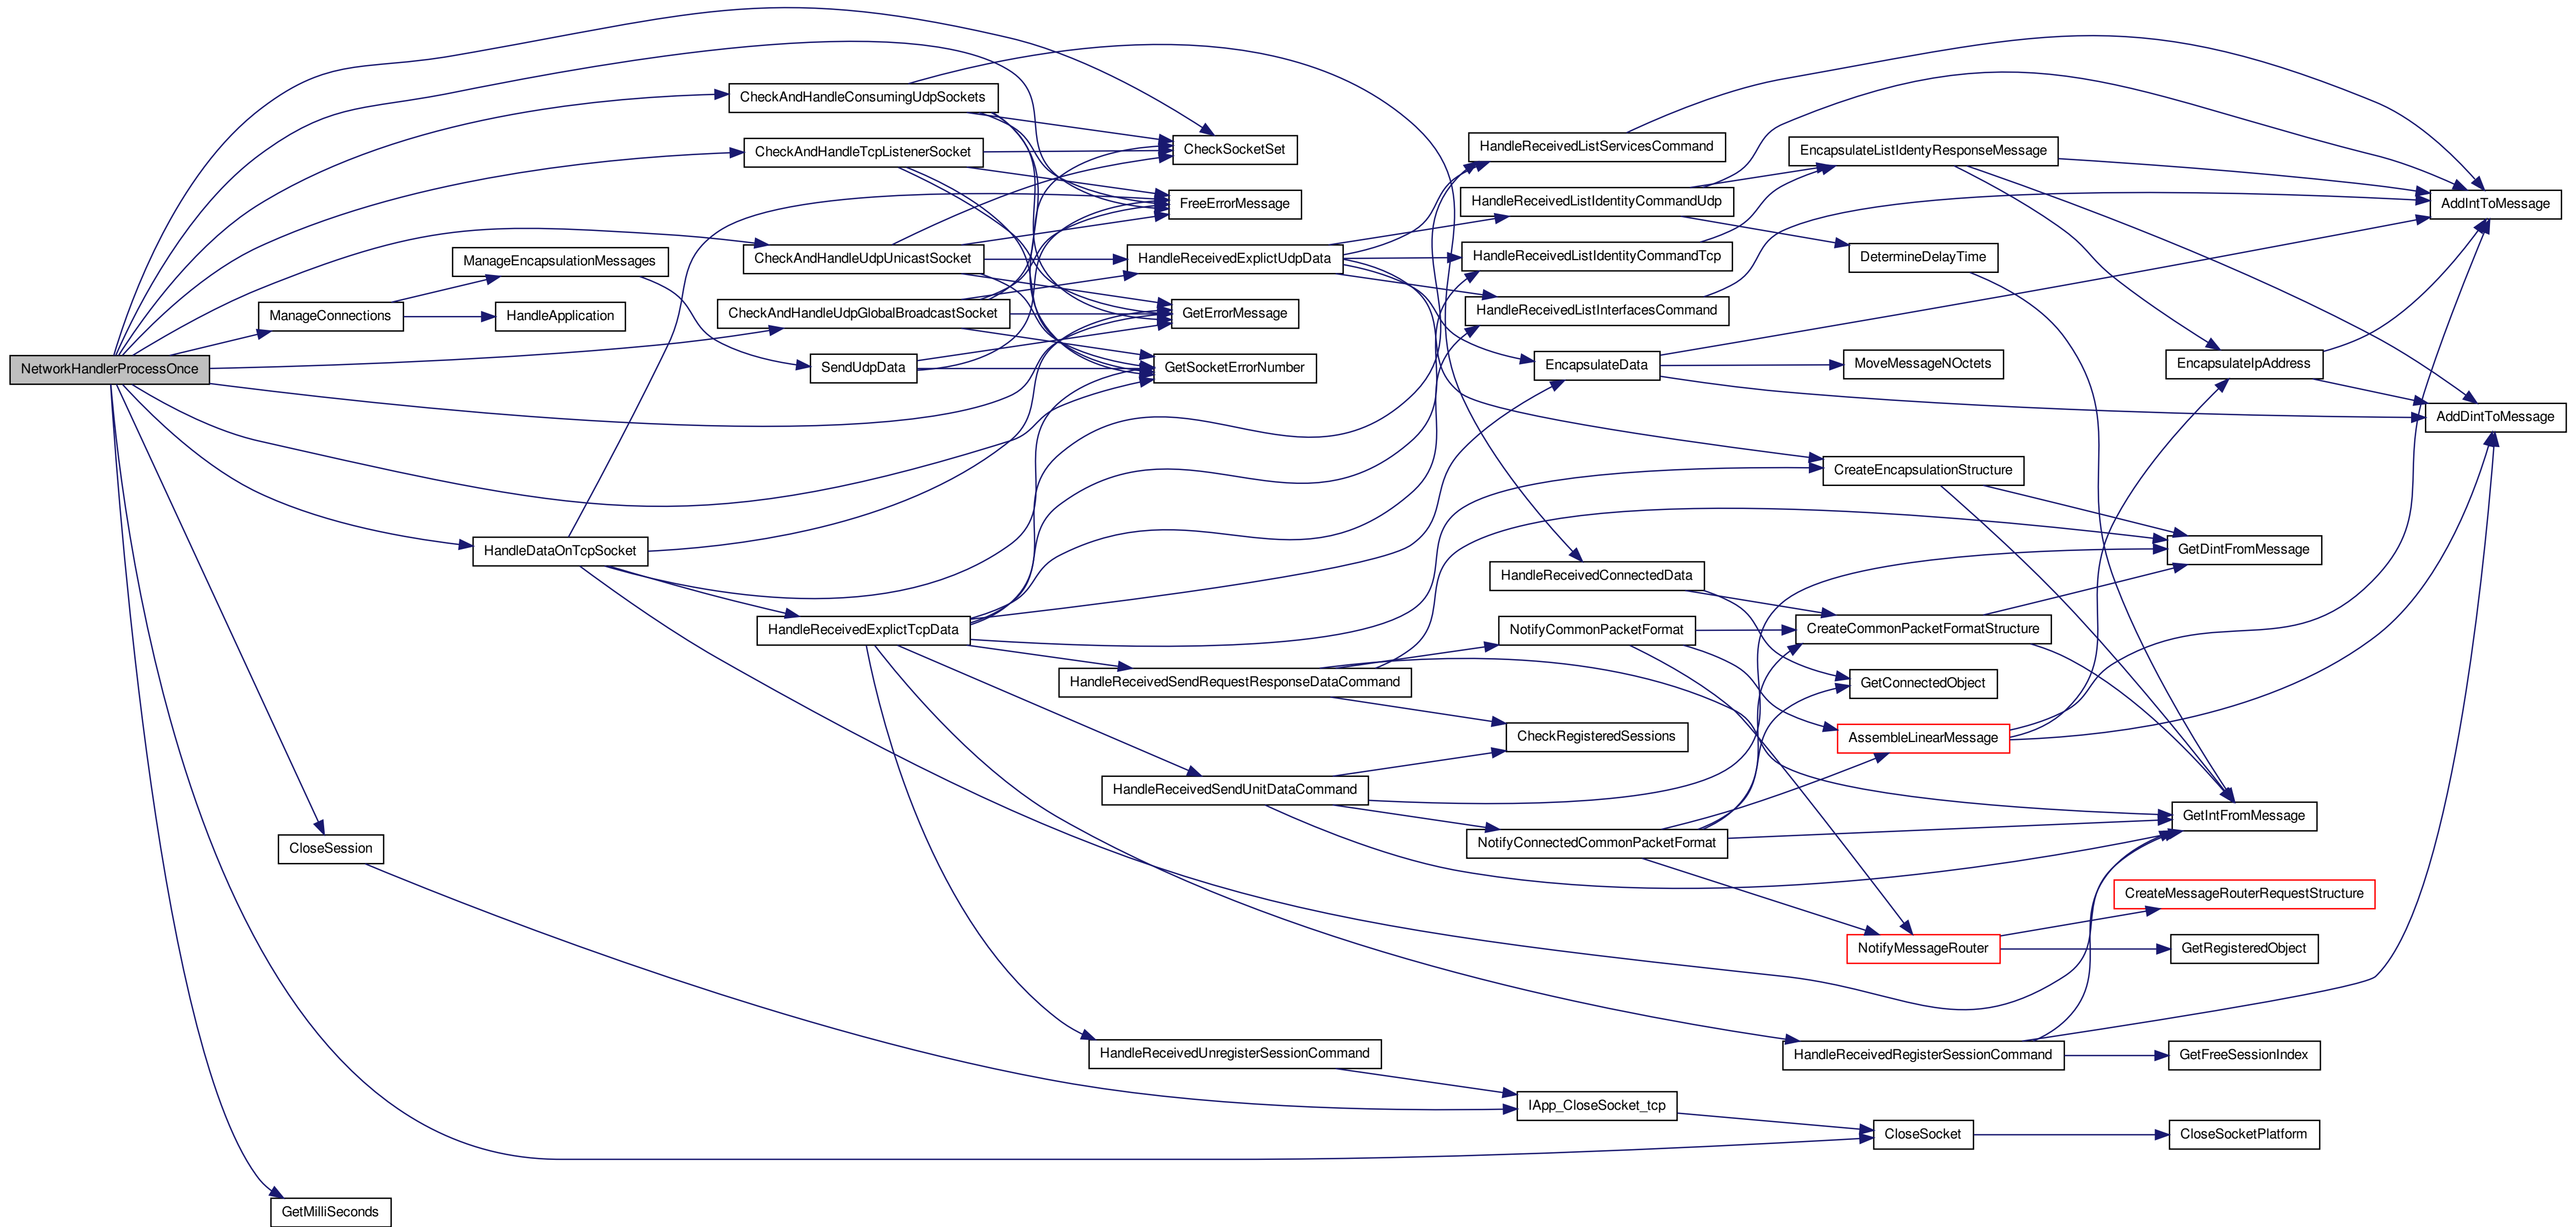 NetworkHandlerProcessOnce
ManageConnections
CloseSession
GetMilliSeconds
ManageEncapsulationMessages
HandleApplication
HandleDataOnTcpSocket
CheckAndHandleConsumingUdpSockets
CheckAndHandleTcpListenerSocket
CheckAndHandleUdpUnicastSocket
CheckAndHandleUdpGlobalBroadcastSocket
SendUdpData
HandleReceivedExplictTcpData
CheckSocketSet
FreeErrorMessage
HandleReceivedExplictUdpData
GetErrorMessage
GetSocketErrorNumber
HandleReceivedSendRequestResponseDataCommand
HandleReceivedSendUnitDataCommand
HandleReceivedUnregisterSessionCommand
HandleReceivedListServicesCommand
HandleReceivedListIdentityCommandUdp
HandleReceivedListIdentityCommandTcp
HandleReceivedListInterfacesCommand
EncapsulateData
HandleReceivedConnectedData
NotifyCommonPacketFormat
CheckRegisteredSessions
NotifyConnectedCommonPacketFormat
IApp_CloseSocket_tcp
EncapsulateListIdentyResponseMessage
DetermineDelayTime
MoveMessageNOctets
CreateEncapsulationStructure
CreateCommonPacketFormatStructure
GetConnectedObject
AssembleLinearMessage
NotifyMessageRouter
HandleReceivedRegisterSessionCommand
CloseSocket
EncapsulateIpAddress
GetDintFromMessage
GetIntFromMessage
CreateMessageRouterRequestStructure
GetRegisteredObject
GetFreeSessionIndex
CloseSocketPlatform
AddIntToMessage
AddDintToMessage